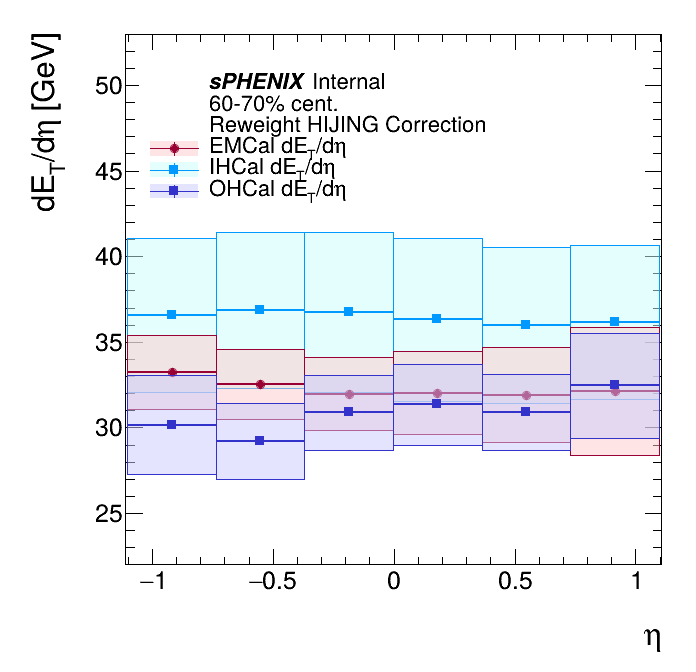 dE_T/dη [GeV]
sPHENIX Internal
60-70% cent.
Reweight HIJING Correction
EMCal dE_T/dη
IHCal dE_T/dη
OHCal dE_T/dη
50
45
40
35
30
25
−1 −0.5 0 0.5 1
η